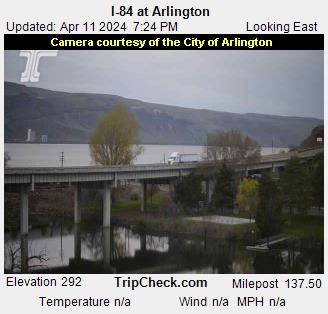 I-84 at Arlington
Updated: Apr 11 2024 7:24 PM Looking East
Camera courtesy of the City of Arlington
Elevation 292 TripCheck.com Milepost 137.50
Temperature n/a Wind n/a MPH n/a